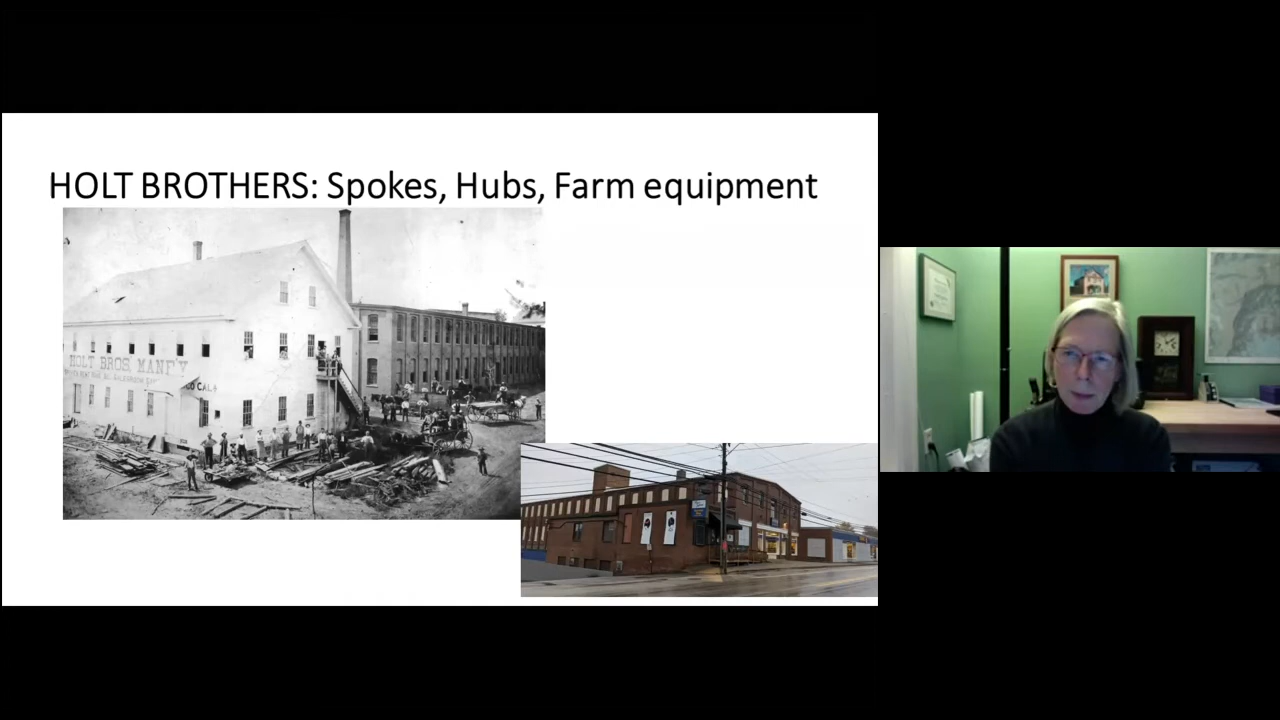 HOLT BROTHERS: Spokes, Hubs, Farm equipment
HOLT BROS. MANF'Y